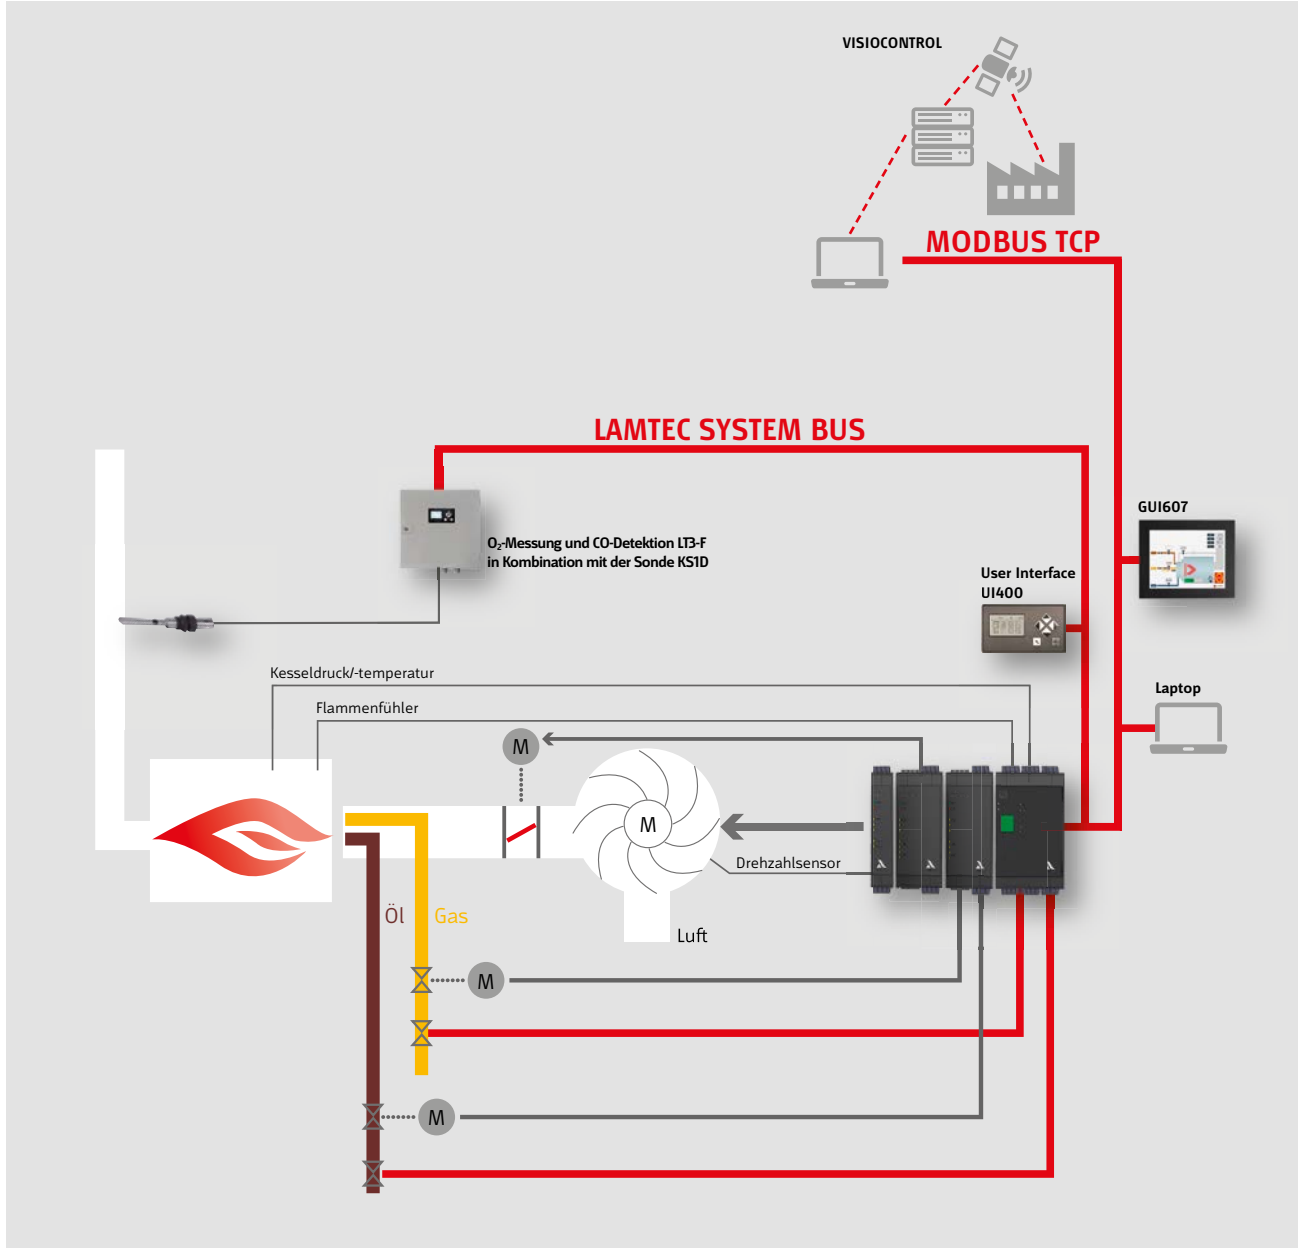 VISIOCONTROL
MODBUS TCP
LAMTEC SYSTEM BUS
GUI607
O₂-Messung und CO-Detektion LT3-F
in Kombination mit der Sonde KS1D
User Interface
UI400
Kesseldruck/-temperatur
Laptop
Flammenfühler
M
M
Drehzahlsensor
Öl
Gas
Luft
M
M